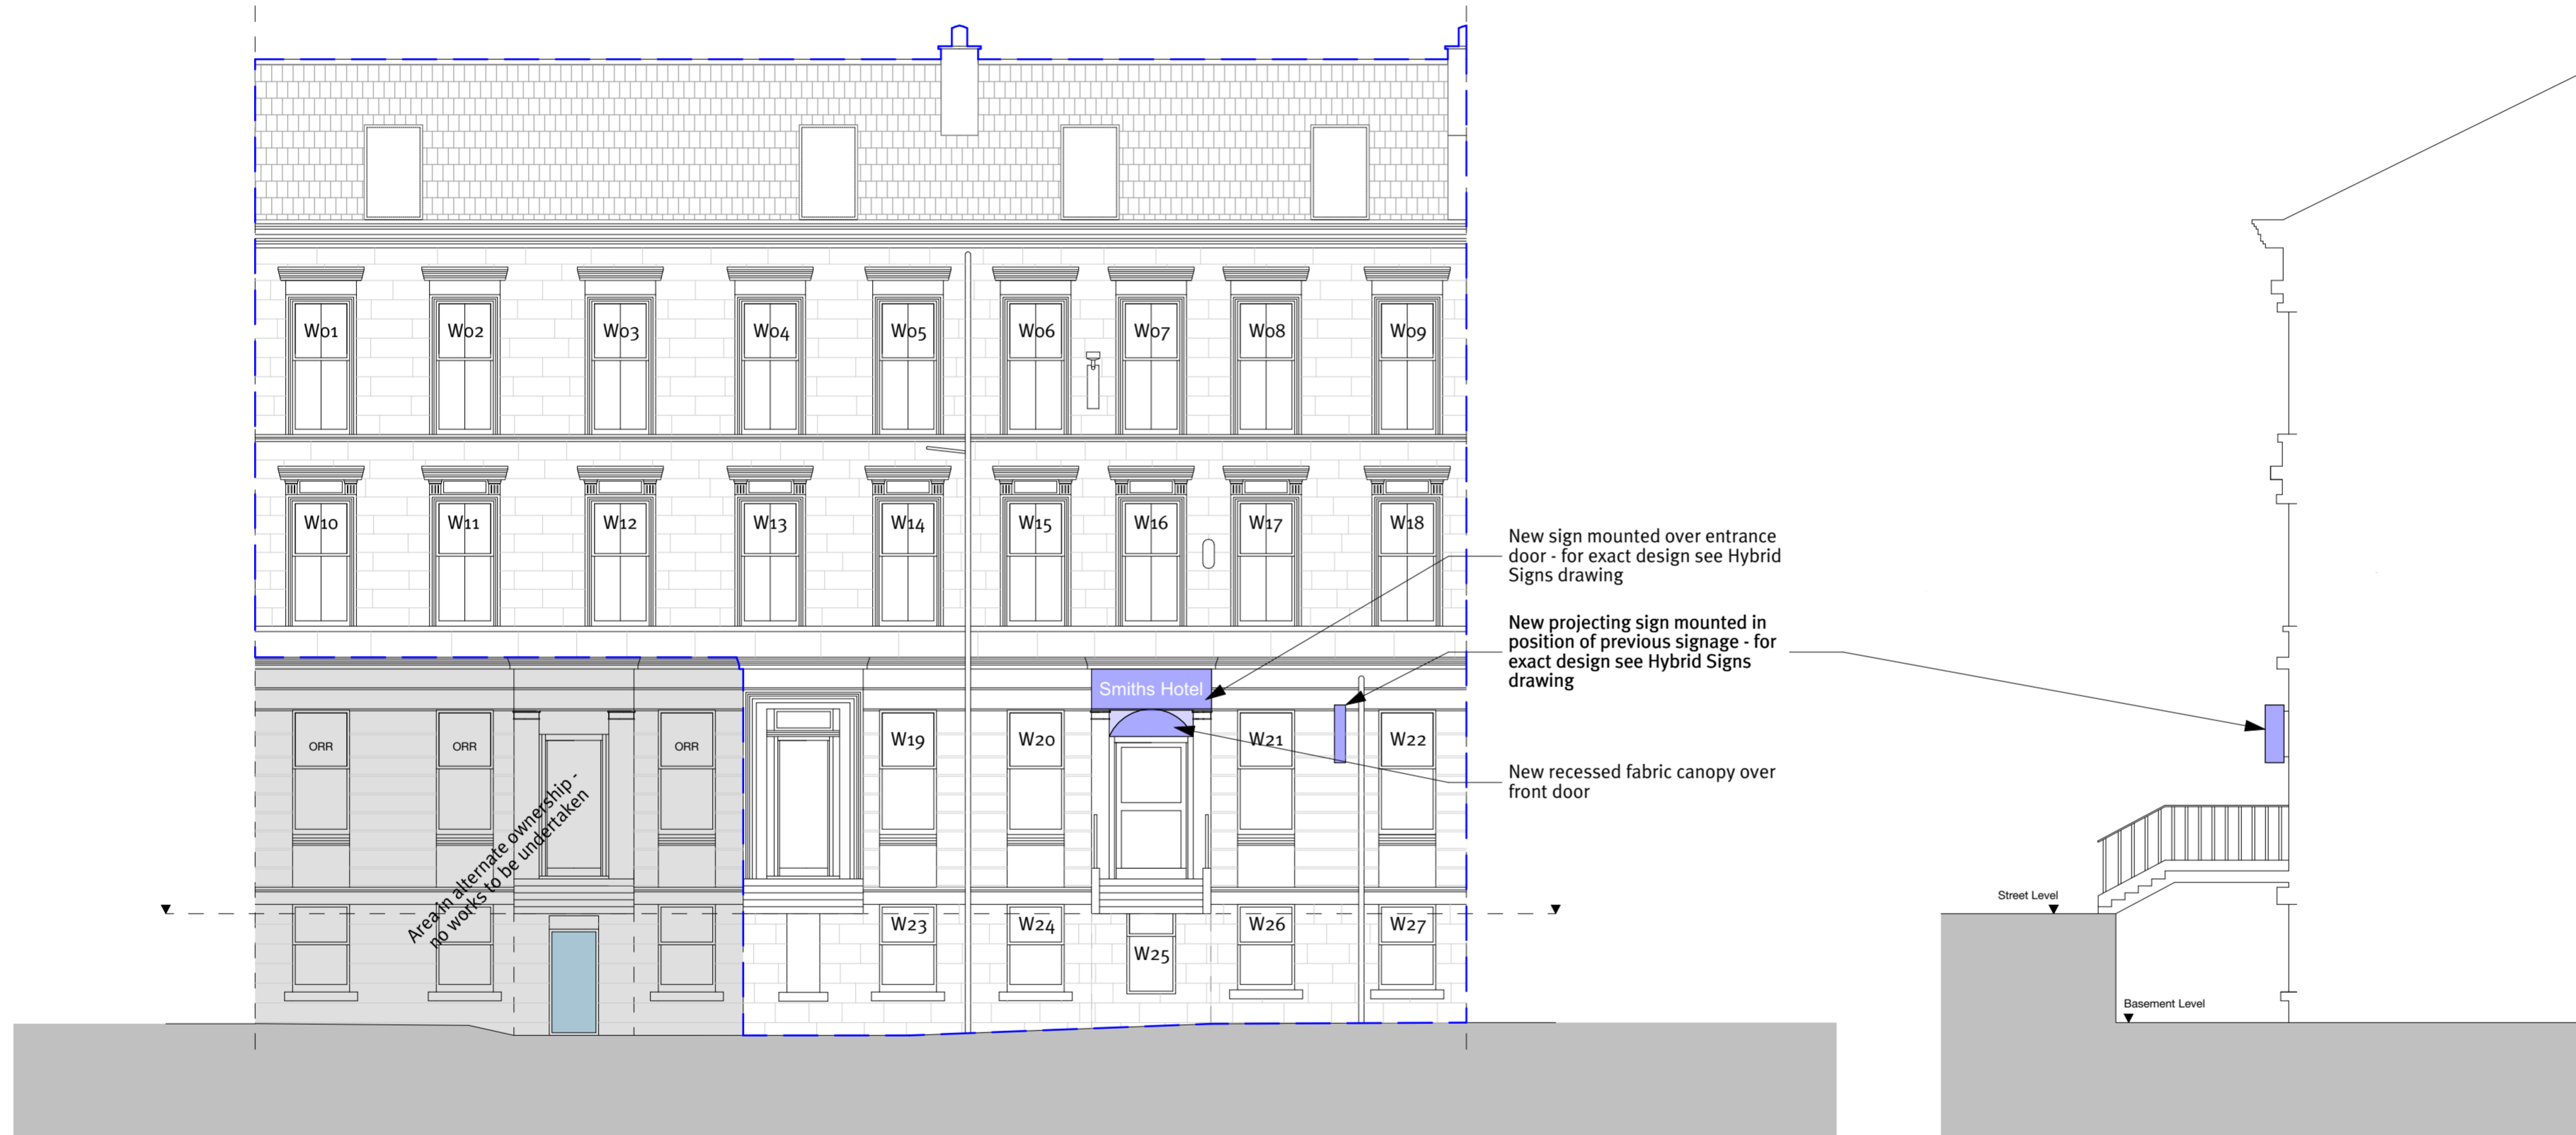 W01
W02
W03
W04
W05
W06
W07
W08
W09
W10
W11
W12
W13
W14
W15
W16
W17
W18
New sign mounted over entrance
door - for exact design see Hybrid
Signs drawing
New projecting sign mounted in
position of previous signage - for
exact design see Hybrid Signs
drawing
Smiths Hotel
ORR
ORR
ORR
W19
W20
W21
W22
New recessed fabric canopy over
front door
Area in alternate ownership -
no works to be undertaken
W23
W24
W25
W26
W27
Street Level
Basement Level